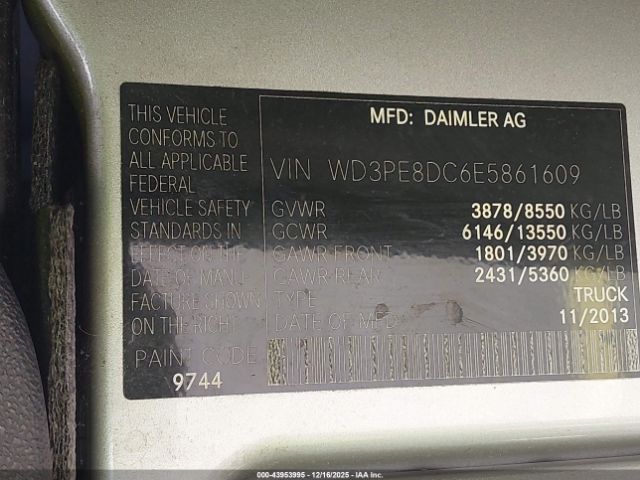 MFD: DAIMLER AG
THIS VEHICLE
CONFORMS TO
ALL APPLICABLE
FEDERAL
VEHICLE SAFETY
STANDARDS IN
EFFECT ON THE
DATE OF MANU-
FACTURE SHOWN
ON THE RIGHT
PAINT CODE
9744
VIN WD3PE8DC6E5861609
GVWR 3878/8550 KG/LB
GCWR 6146/13550 KG/LB
GAWR FRONT 1801/3970 KG/LB
GAWR REAR 2431/5360 KG/LB
TYPE TRUCK
DATE OF MFD 11/2013
000-43953995 - 12/16/2025 - IAAI.COM